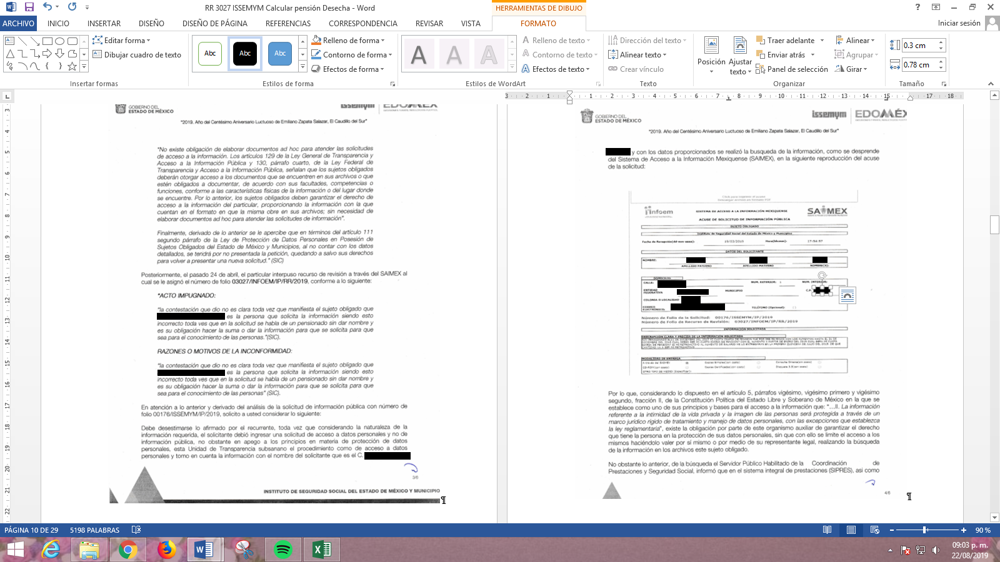 RR 3027 ISSEMYM Calcular pensión Desecha - Word
HERRAMIENTAS DE DIBUJO
ARCHIVO INICIO INSERTAR DISEÑO DISEÑO DE PÁGINA REFERENCIAS CORRESPONDENCIA REVISAR VISTA FORMATO Iniciar sesión
Editar forma
Dibujar cuadro de texto
Insertar formas
Abc Abc Abc
Relleno de forma
Contorno de forma
Efectos de forma
Estilos de forma
A A A
Relleno de texto
Contorno de texto
Efectos de texto
Estilos de WordArt
Dirección del texto
Alinear texto
Crear vínculo
Texto
Posición
Ajustar texto
Traer adelante
Enviar atrás
Panel de selección
Alinear
Agrupar
Girar
Organizar
0.3 cm
0.78 cm
Tamaño
3 2 1 1 2 3 4 5 6 7 8 9 10 11 12 13 14 15 17 18
3 4 5 6 7 8 9 10 11 12 13 14 15 16 17 18 19 20 21 22
GOBIERNO DEL
ESTADO DE MÉXICO
issemym EDOMÉX
"2019. Año del Centésimo Aniversario Luctuoso de Emiliano Zapata Salazar, El Caudillo del Sur"
"No existe obligación de elaborar documentos ad hoc para atender las solicitudes
de acceso a la información. Los artículos 129 de la Ley General de Transparencia y
Acceso a la Información Pública y 130, párrafo cuarto, de la Ley Federal de
Transparencia y Acceso a la Información Pública, señalan que los sujetos obligados
deberán otorgar acceso a los documentos que se encuentren en sus archivos o que
estén obligados a documentar, de acuerdo con sus facultades, competencias o
funciones, conforme a las características físicas de la información o del lugar donde
se encuentre. Por lo anterior, los sujetos obligados deben garantizar el derecho de
acceso a la información del particular, proporcionando la información con la que
cuentan en el formato en que la misma obre en sus archivos; sin necesidad de
elaborar documentos ad hoc para atender las solicitudes de información".
Finalmente, derivado de lo anterior se le apercibe que en términos del artículo 111
segundo párrafo de la Ley de Protección de Datos Personales en Posesión de
Sujetos Obligados del Estado de México y Municipios, al no contar con los datos
detallados, se tendrá por no presentada la petición, quedando a salvo sus derechos
para volver a presentar una nueva solicitud." (SIC)
Posteriormente, el pasado 24 de abril, el particular interpuso recurso de revisión a través del SAIMEX al
cual se le asignó el número de folio 03027/INFOEM/IP/RR/2019, conforme a lo siguiente:
"ACTO IMPUGNADO:
"la contestación que dio no es clara toda vez que manifiesta el sujeto obligado que
es la persona que solicita la información siendo esto
incorrecto toda ves que en la solicitud se habla de un pensionado sin dar nombre y
es su obligación hacer la suma o dar la información para que se solicita para que
sea para el conocimiento de las personas."(SIC).
RAZONES O MOTIVOS DE LA INCONFORMIDAD:
"la contestación que dio no es clara toda vez que manifiesta el sujeto obligado que
es la persona que solicita la información siendo esto
incorrecto toda ves que en la solicitud se habla de un pensionado sin dar nombre y
es su obligación hacer la suma o dar la información para que se solicita para que
sea para el conocimiento de las personas" (SIC).
En atención a lo anterior y derivado del análisis de la solicitud de información pública con número de
folio 00176/ISSEMYM/IP/2019, solicito a usted considerar lo siguiente:
Debe desestimarse lo afirmado por el recurrente, toda vez que considerando la naturaleza de la
información requerida, el solicitante debió ingresar una solicitud de acceso a datos personales y no de
información pública, no obstante en apego a los principios en materia de protección de datos
personales, esta Unidad de Transparencia subsanano el procedimiento como de acceso a datos
personales y tomo en cuenta la información con el nombre del solicitante que es el C.
3/6
INSTITUTO DE SEGURIDAD SOCIAL DEL ESTADO DE MÉXICO Y MUNICIPIO
¶
GOBIERNO DEL
ESTADO DE MÉXICO
issemym EDOMÉX
"2019. Año del Centésimo Aniversario Luctuoso de Emiliano Zapata Salazar, El Caudillo del Sur"
y con los datos proporcionados se realizó la busqueda de la información, como se desprende
del Sistema de Acceso a la Información Mexiquense (SAIMEX), en la siguiente reproducción del acuse
de la solicitud:
infoem
SISTEMA DE ACCESO A LA INFORMACIÓN MEXIQUENSE
SAIMEX
ACUSE DE SOLICITUD DE INFORMACIÓN PÚBLICA
SUJETO OBLIGADO
Instituto de Seguridad Social del Estado de México y Municipios
DATOS DEL SOLICITANTE
NOMBRE:
APELLIDO PATERNO APELLIDO MATERNO NOMBRE(S)
DOMICILIO
CALLE: NUM. EXTERIOR: NUM. INTERIOR:
ENTIDAD FEDERATIVA MUNICIPIO C.P.
COLONIA O LOCALIDAD
CORREO ELECTRÓNICO: TELÉFONO (Opcional):
Número de Folio de la Solicitud: 00176/ISSEMYM/IP/2019
Número de Folio de Recurso de Revisión: 03027/INFOEM/IP/RR/2019
INFORMACIÓN SOLICITADA
DESCRIPCIÓN CLARA Y PRECISA DE LA INFORMACIÓN SOLICITADA
MODALIDAD DE ENTREGA
Por lo que, considerando lo dispuesto en el artículo 5, párrafos vigésimo, vigésimo primero y vigésimo
segundo, fracción II, de la Constitución Política del Estado Libre y Soberano de México en la que se
establece como uno de sus principios y bases para el acceso a la información que: "...II. La información
referente a la intimidad de la vida privada y la imagen de las personas será protegida a través de un
marco jurídico rígido de tratamiento y manejo de datos personales, con las excepciones que establezca
la ley reglamentaria", existe la obligación por parte de este organismo auxiliar de garantizar el derecho
que tiene la persona en la protección de sus datos personales, sin que con ello se limite el acceso a los
mismos haciéndolo valer por sí mismo o por medio de su representante legal, realizando la búsqueda
de la información en los archivos este sujeto obligado.
No obstante lo anterior, de la búsqueda el Servidor Público Habilitado de la Coordinación de
Prestaciones y Seguridad Social, informó que en el sistema integral de prestaciones (SIPRES), asi como
4/6
¶
PÁGINA 10 DE 29 5198 PALABRAS
90 %
09:03 p. m.
22/08/2019